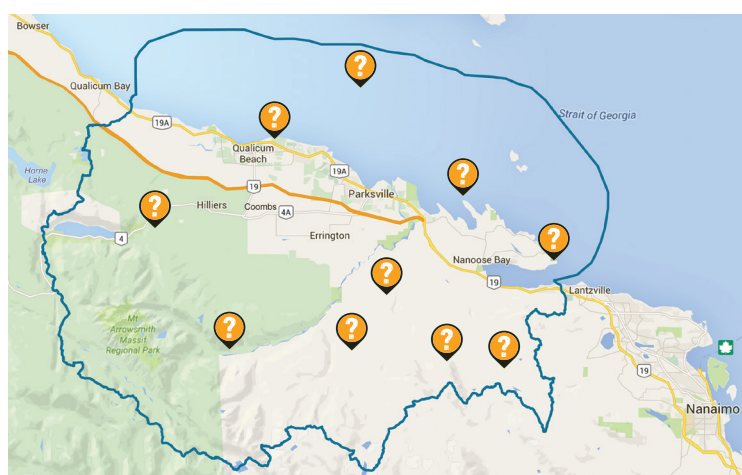 Bowser
Qualicum Bay
Strait of Georgia
?
?
19A
Qualicum
Beach
19A
Horne
Lake
19
Parksville
?
?
Hilliers
Coombs
4A
4
Errington
?
Nanoose Bay
?
19
Lantzville
Mt
Arrowsmith
Massif
Regional Park
?
?
?
?
19
Nanaimo